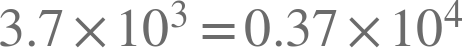 3.7 × 10³ = 0.37 × 10⁴